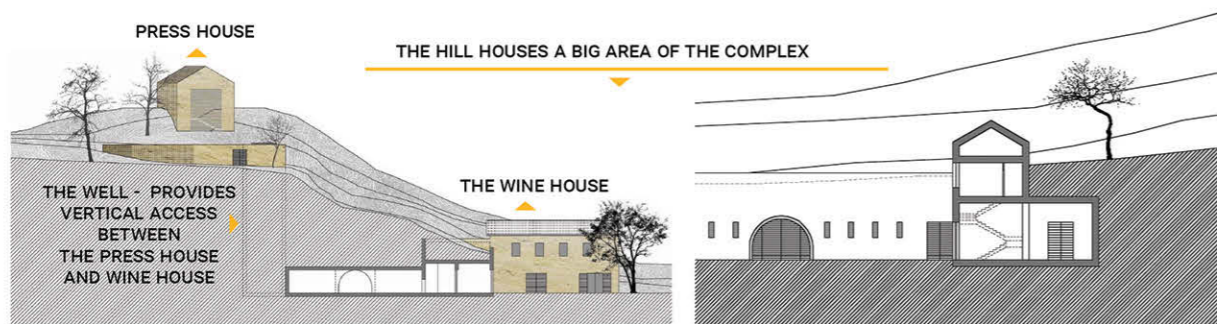 PRESS HOUSE
THE HILL HOUSES A BIG AREA OF THE COMPLEX
THE WELL - PROVIDES
VERTICAL ACCESS
BETWEEN
THE PRESS HOUSE
AND WINE HOUSE
THE WINE HOUSE